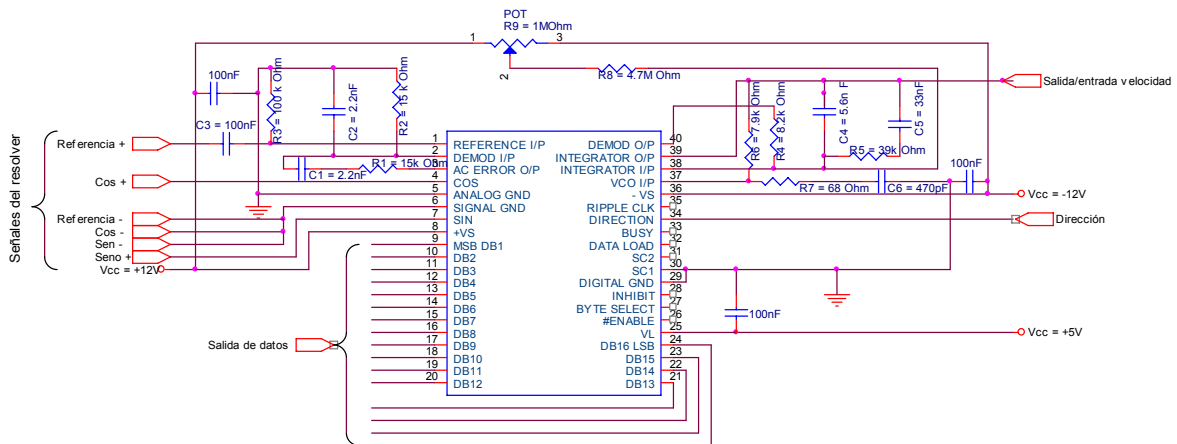 POT
R9 = 1MOhm
1
3
2
R8 = 4.7M Ohm
100nF
R3 = 100 k Ohm
C2 = 2.2nF
R2 = 15 k Ohm
C3 = 100nF
R1 = 15k Ohm
C1 = 2.2nF
Señales del resolver
Referencia +
Cos +
Referencia -
Cos -
Sen -
Seno +
Vcc = +12V
Salida de datos
1 REFERENCE I/P
2 DEMOD I/P
3 AC ERROR O/P
4 COS
5 ANALOG GND
6 SIGNAL GND
7 SIN
8 +VS
9 MSB DB1
10 DB2
11 DB3
12 DB4
13 DB5
14 DB6
15 DB7
16 DB8
17 DB9
18 DB10
19 DB11
20 DB12
DEMOD O/P 40
INTEGRATOR O/P 39
INTEGRATOR I/P 38
VCO I/P 37
- VS 36
RIPPLE CLK 35
DIRECTION 34
BUSY 33
DATA LOAD 32
SC2 31
SC1 30
DIGITAL GND 29
INHIBIT 28
BYTE SELECT 27
#ENABLE 26
VL 25
DB16 LSB 24
DB15 23
DB14 22
DB13 21
R6 = 7.9k Ohm
R4 = 8.2k Ohm
C4 = 5.6n F
C5 = 33nF
R5 = 39k Ohm
R7 = 68 Ohm
C6 = 470pF
100nF
Salida/entrada velocidad
Vcc = -12V
Dirección
100nF
Vcc = +5V